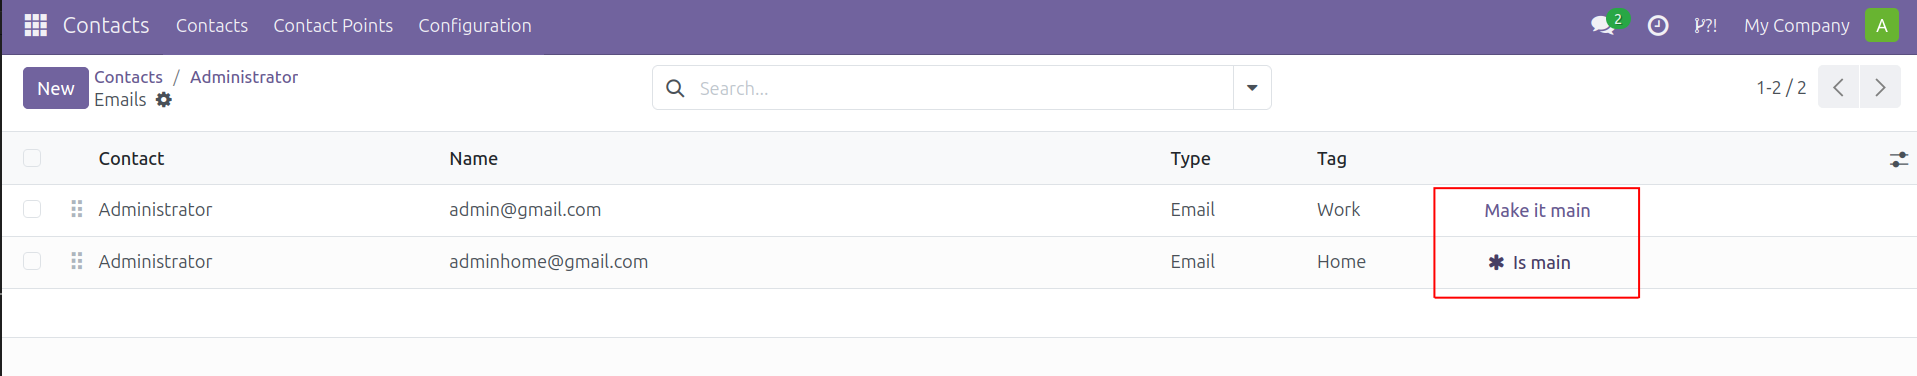 Contacts Contacts Contact Points Configuration 2 ?! My Company A
New Contacts / Administrator
Emails Search... 1-2 / 2
Contact Name Type Tag
Administrator admin@gmail.com Email Work Make it main
Administrator adminhome@gmail.com Email Home Is main